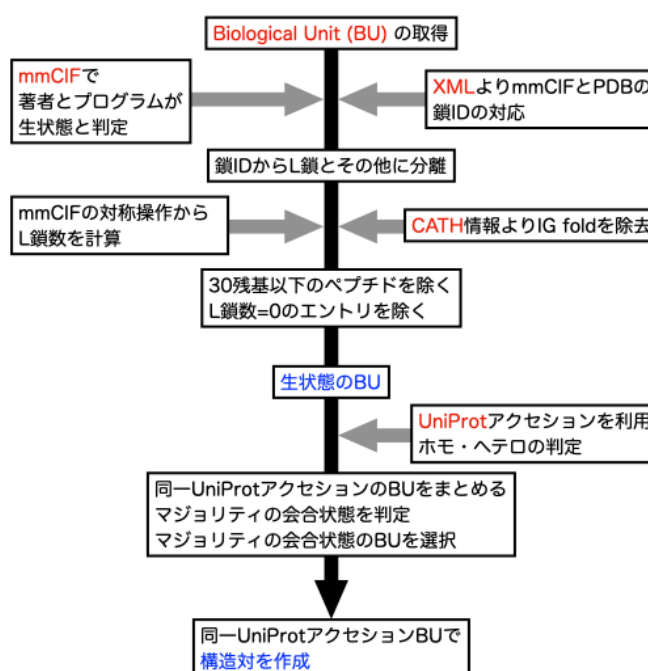 Biological Unit (BU) の取得
mmCIFで
著者とプログラムが
生状態と判定
XMLよりmmCIFとPDBの
鎖IDの対応
鎖IDからL鎖とその他に分離
mmCIFの対称操作から
L鎖数を計算
CATH情報よりIG foldを除去
30残基以下のペプチドを除く
L鎖数=0のエントリを除く
生状態のBU
UniProtアクセションを利用
ホモ・ヘテロの判定
同一UniProtアクセションのBUをまとめる
マジョリティの会合状態を判定
マジョリティの会合状態のBUを選択
同一UniProtアクセションBUで
構造対を作成